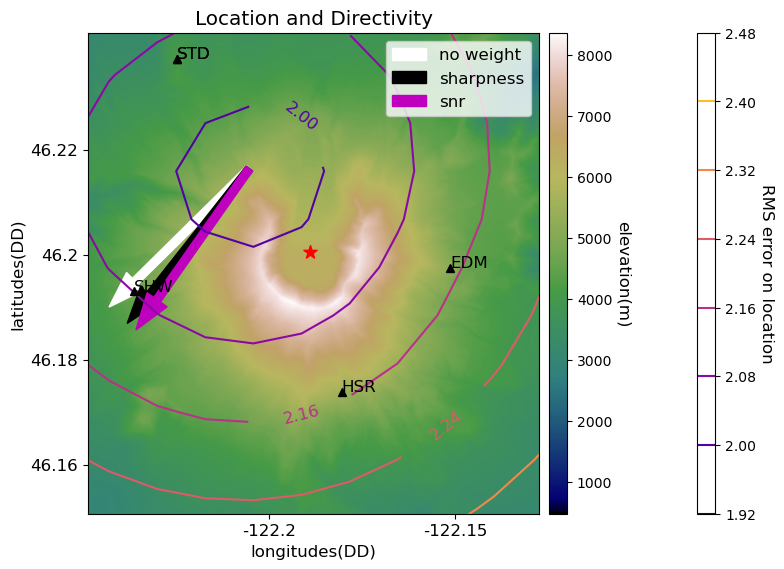 Location and Directivity
STD
no weight
sharpness
snr
2.00
SHW
EDM
HSR
2.16
2.24
46.22
46.2
46.18
46.16
latitudes(DD)
-122.2
-122.15
longitudes(DD)
8000
7000
6000
5000
4000
3000
2000
1000
elevation(m)
2.48
2.40
2.32
2.24
2.16
2.08
2.00
1.92
RMS error on location